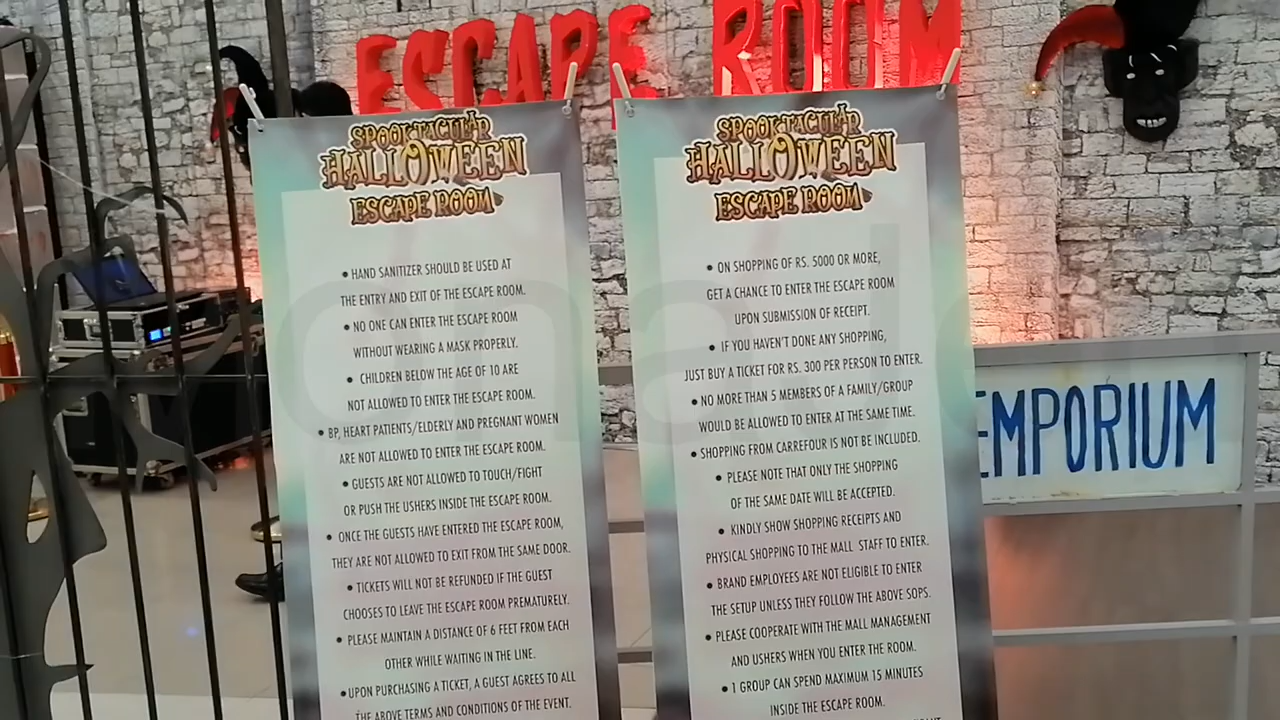 ESCAPE ROOM
SPOOKTACULAR
HALLOWEEN
ESCAPE ROOM
• HAND SANITIZER SHOULD BE USED AT
THE ENTRY AND EXIT OF THE ESCAPE ROOM.
• NO ONE CAN ENTER THE ESCAPE ROOM
WITHOUT WEARING A MASK PROPERLY.
• CHILDREN BELOW THE AGE OF 10 ARE
NOT ALLOWED TO ENTER THE ESCAPE ROOM.
• BP, HEART PATIENTS/ELDERLY AND PREGNANT WOMEN
ARE NOT ALLOWED TO ENTER THE ESCAPE ROOM.
• GUESTS ARE NOT ALLOWED TO TOUCH/FIGHT
OR PUSH THE USHERS INSIDE THE ESCAPE ROOM.
• ONCE THE GUESTS HAVE ENTERED THE ESCAPE ROOM,
THEY ARE NOT ALLOWED TO EXIT FROM THE SAME DOOR.
• TICKETS WILL NOT BE REFUNDED IF THE GUEST
CHOOSES TO LEAVE THE ESCAPE ROOM PREMATURELY.
• PLEASE MAINTAIN A DISTANCE OF 6 FEET FROM EACH
OTHER WHILE WAITING IN THE LINE.
• UPON PURCHASING A TICKET, A GUEST AGREES TO ALL
THE ABOVE TERMS AND CONDITIONS OF THE EVENT.
SPOOKTACULAR
HALLOWEEN
ESCAPE ROOM
• ON SHOPPING OF RS. 5000 OR MORE,
GET A CHANCE TO ENTER THE ESCAPE ROOM
UPON SUBMISSION OF RECEIPT.
• IF YOU HAVEN'T DONE ANY SHOPPING,
JUST BUY A TICKET FOR RS. 300 PER PERSON TO ENTER.
• NO MORE THAN 5 MEMBERS OF A FAMILY/GROUP
WOULD BE ALLOWED TO ENTER AT THE SAME TIME.
• SHOPPING FROM CARREFOUR IS NOT BE INCLUDED.
• PLEASE NOTE THAT ONLY THE SHOPPING
OF THE SAME DATE WILL BE ACCEPTED.
• KINDLY SHOW SHOPPING RECEIPTS AND
PHYSICAL SHOPPING TO THE MALL STAFF TO ENTER.
• BRAND EMPLOYEES ARE NOT ELIGIBLE TO ENTER
THE SETUP UNLESS THEY FOLLOW THE ABOVE SOPS.
• PLEASE COOPERATE WITH THE MALL MANAGEMENT
AND USHERS WHEN YOU ENTER THE ROOM.
• 1 GROUP CAN SPEND MAXIMUM 15 MINUTES
INSIDE THE ESCAPE ROOM.
EMPORIUM